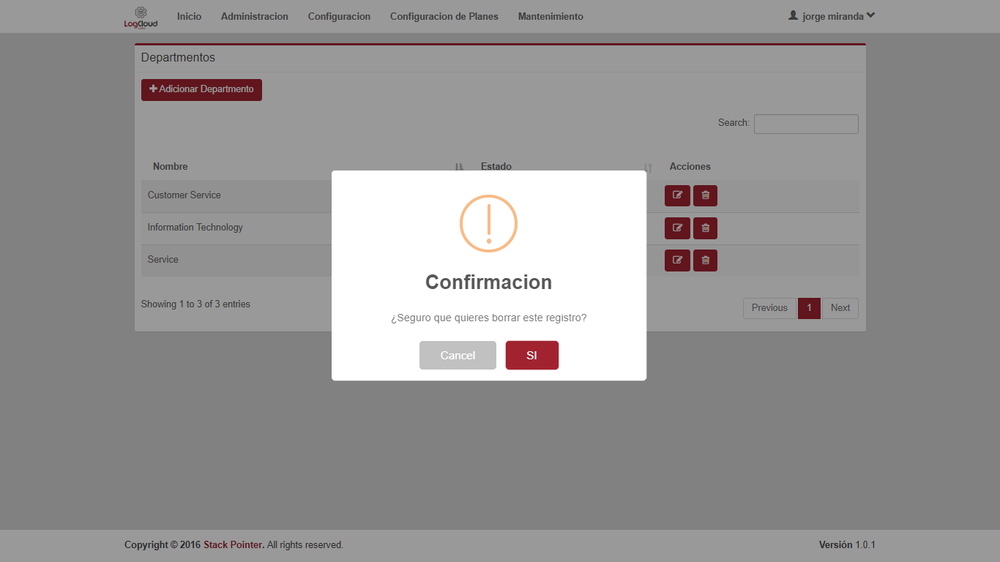 LogCloud
Inicio Administracion Configuracion Configuracion de Planes Mantenimiento jorge miranda
Departmentos
Adicionar Departmento
Search:
Nombre Estado Acciones
Customer Service
Information Technology
Service
Showing 1 to 3 of 3 entries
Previous 1 Next
Confirmacion
¿Seguro que quieres borrar este registro?
Cancel SI
Copyright © 2016 Stack Pointer. All rights reserved. Versión 1.0.1